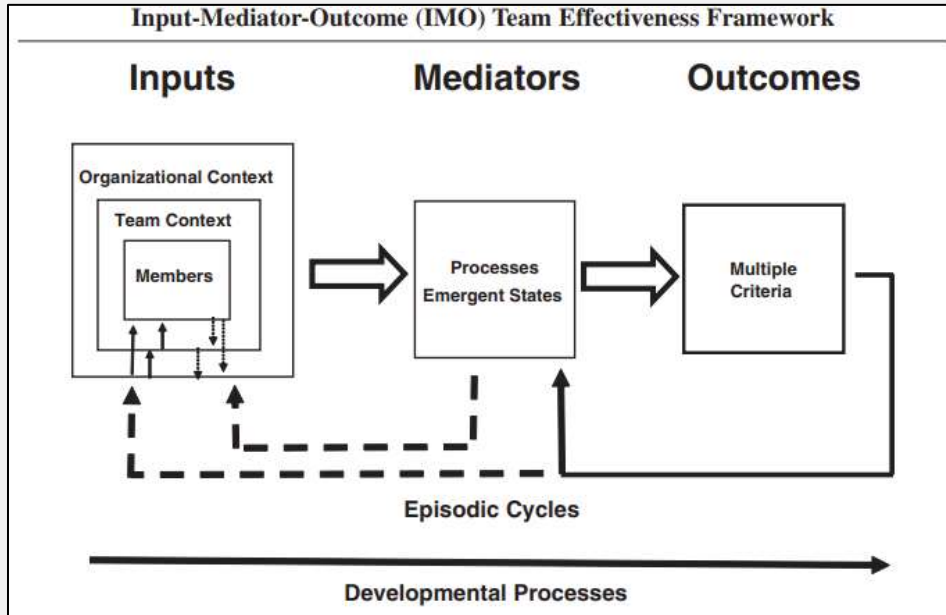 Input-Mediator-Outcome (IMO) Team Effectiveness Framework
Inputs
Mediators
Outcomes
Organizational Context
Team Context
Members
Processes
Emergent States
Multiple
Criteria
Episodic Cycles
Developmental Processes